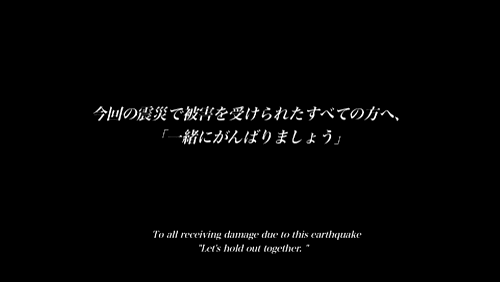 今回の震災で被害を受けられたすべての方へ、
「一緒にがんばりましょう」
To all receiving damage due to this earthquake
"Let's hold out together. "